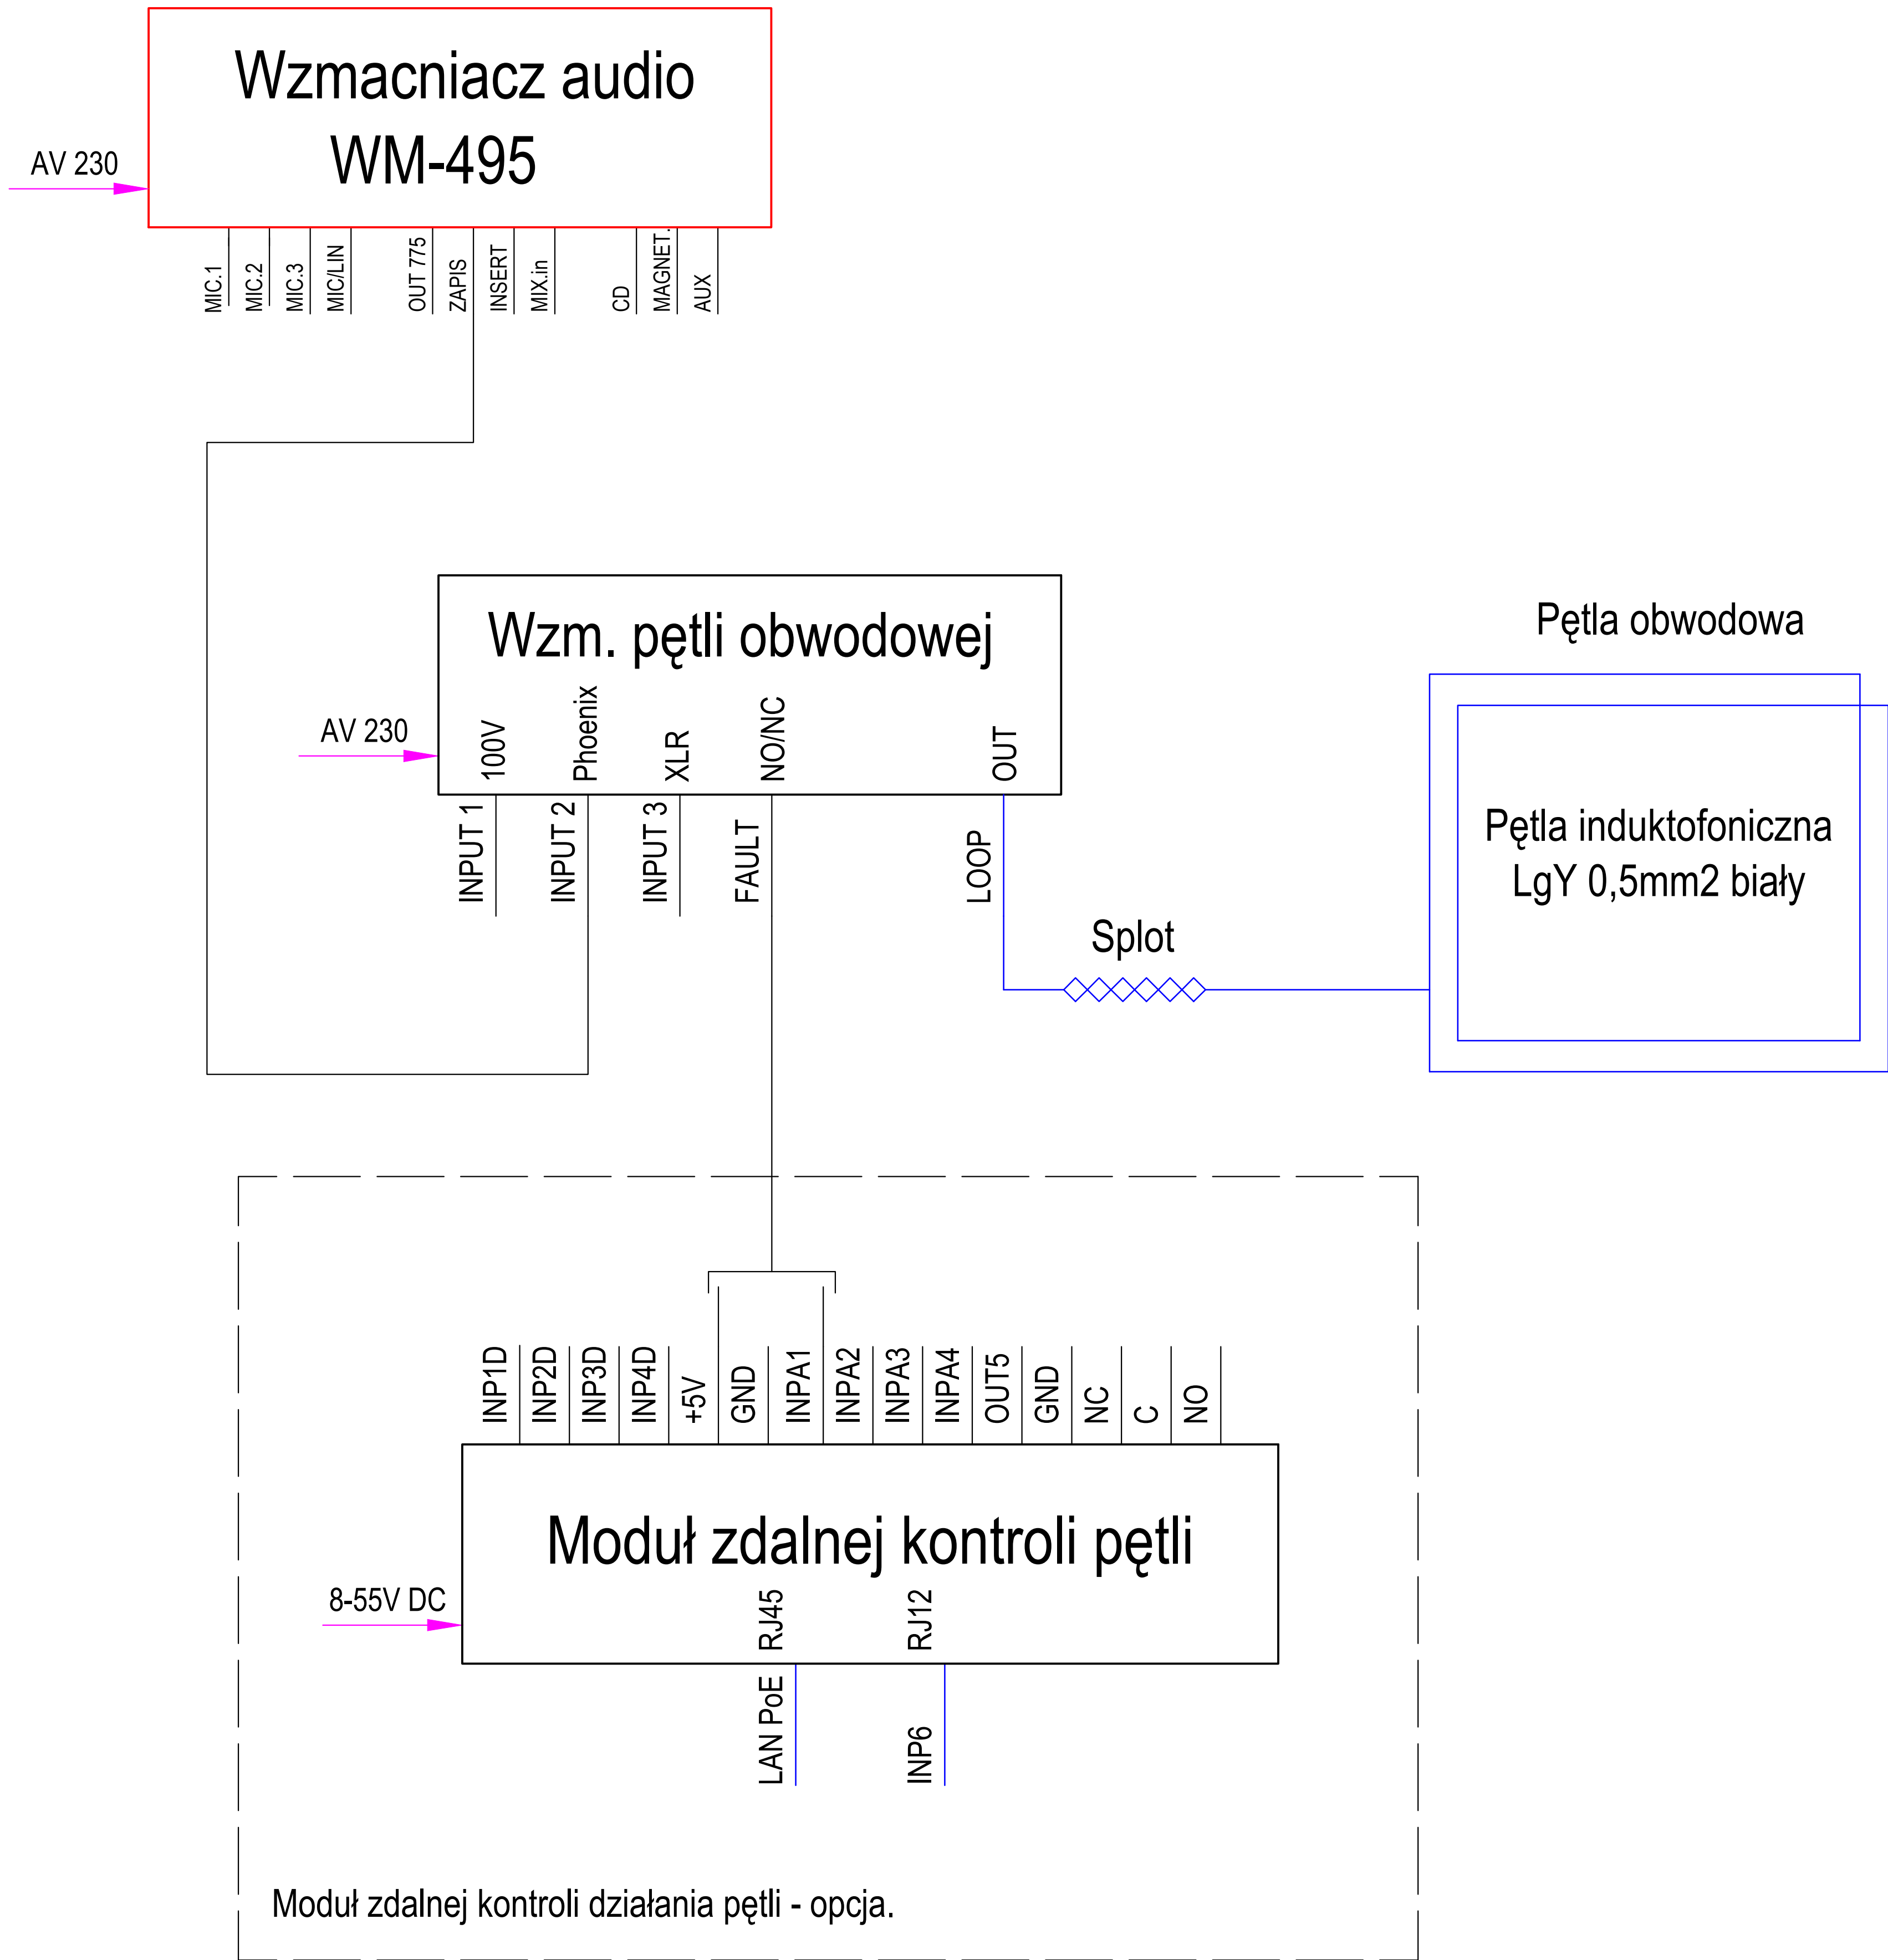 Wzmacniacz audio
WM-495
AV 230
MIC.1
MIC.2
MIC.3
MIC/LIN
OUT 775
ZAPIS
INSERT
MIX.in
CD
MAGNET.
AUX
Wzm. pętli obwodowej
AV 230
100V
Phoenix
XLR
NO/NC
OUT
INPUT 1
INPUT 2
INPUT 3
FAULT
LOOP
Splot
Pętla obwodowa
Pętla induktofoniczna
LgY 0,5mm2 biały
INP1D
INP2D
INP3D
INP4D
+5V
GND
INPA1
INPA2
INPA3
INPA4
OUT5
GND
NC
C
NO
Moduł zdalnej kontroli pętli
8-55V DC
RJ45
RJ12
LAN PoE
INP6
Moduł zdalnej kontroli działania pętli - opcja.